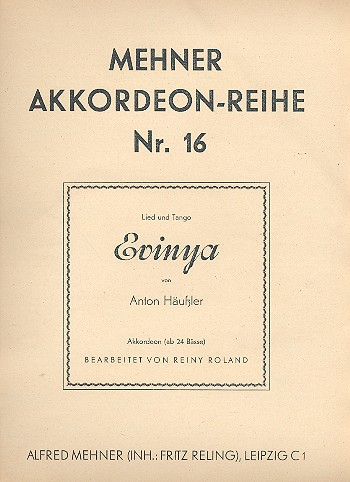 MEHNER
AKKORDEON-REIHE
Nr. 16
Lied und Tango
Evinya
von
Anton Häußler
Akkordeon (ab 24 Bässe)
BEARBEITET VON REINY ROLAND
ALFRED MEHNER (INH.: FRITZ RELING), LEIPZIG C 1